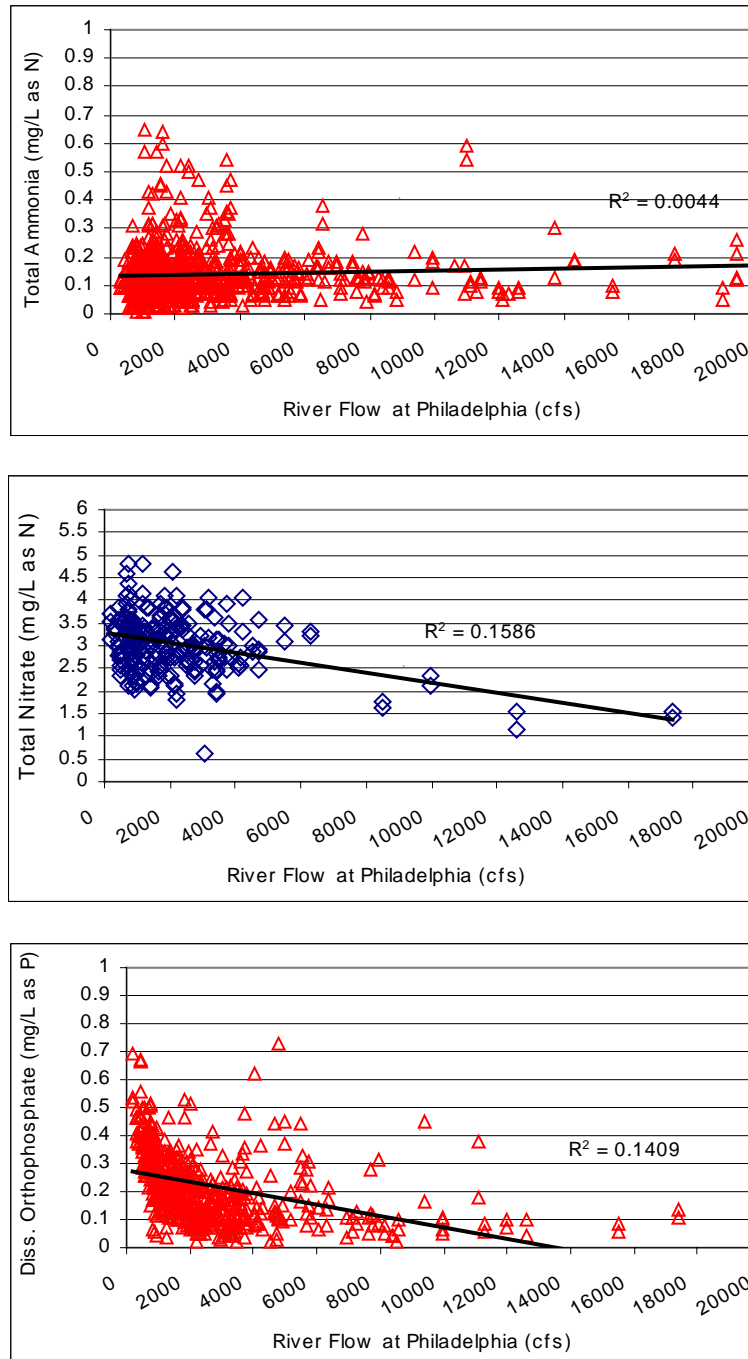 Total Ammonia (mg/L as N)
1
0.9
0.8
0.7
0.6
0.5
0.4
0.3
0.2
0.1
0
R² = 0.0044
0 2000 4000 6000 8000 10000 12000 14000 16000 18000 20000
River Flow at Philadelphia (cfs)
Total Nitrate (mg/L as N)
6
5.5
5
4.5
4
3.5
3
2.5
2
1.5
1
0.5
0
R² = 0.1586
0 2000 4000 6000 8000 10000 12000 14000 16000 18000 20000
River Flow at Philadelphia (cfs)
Diss. Orthophosphate (mg/L as P)
1
0.9
0.8
0.7
0.6
0.5
0.4
0.3
0.2
0.1
0
R² = 0.1409
0 2000 4000 6000 8000 10000 12000 14000 16000 18000 20000
River Flow at Philadelphia (cfs)